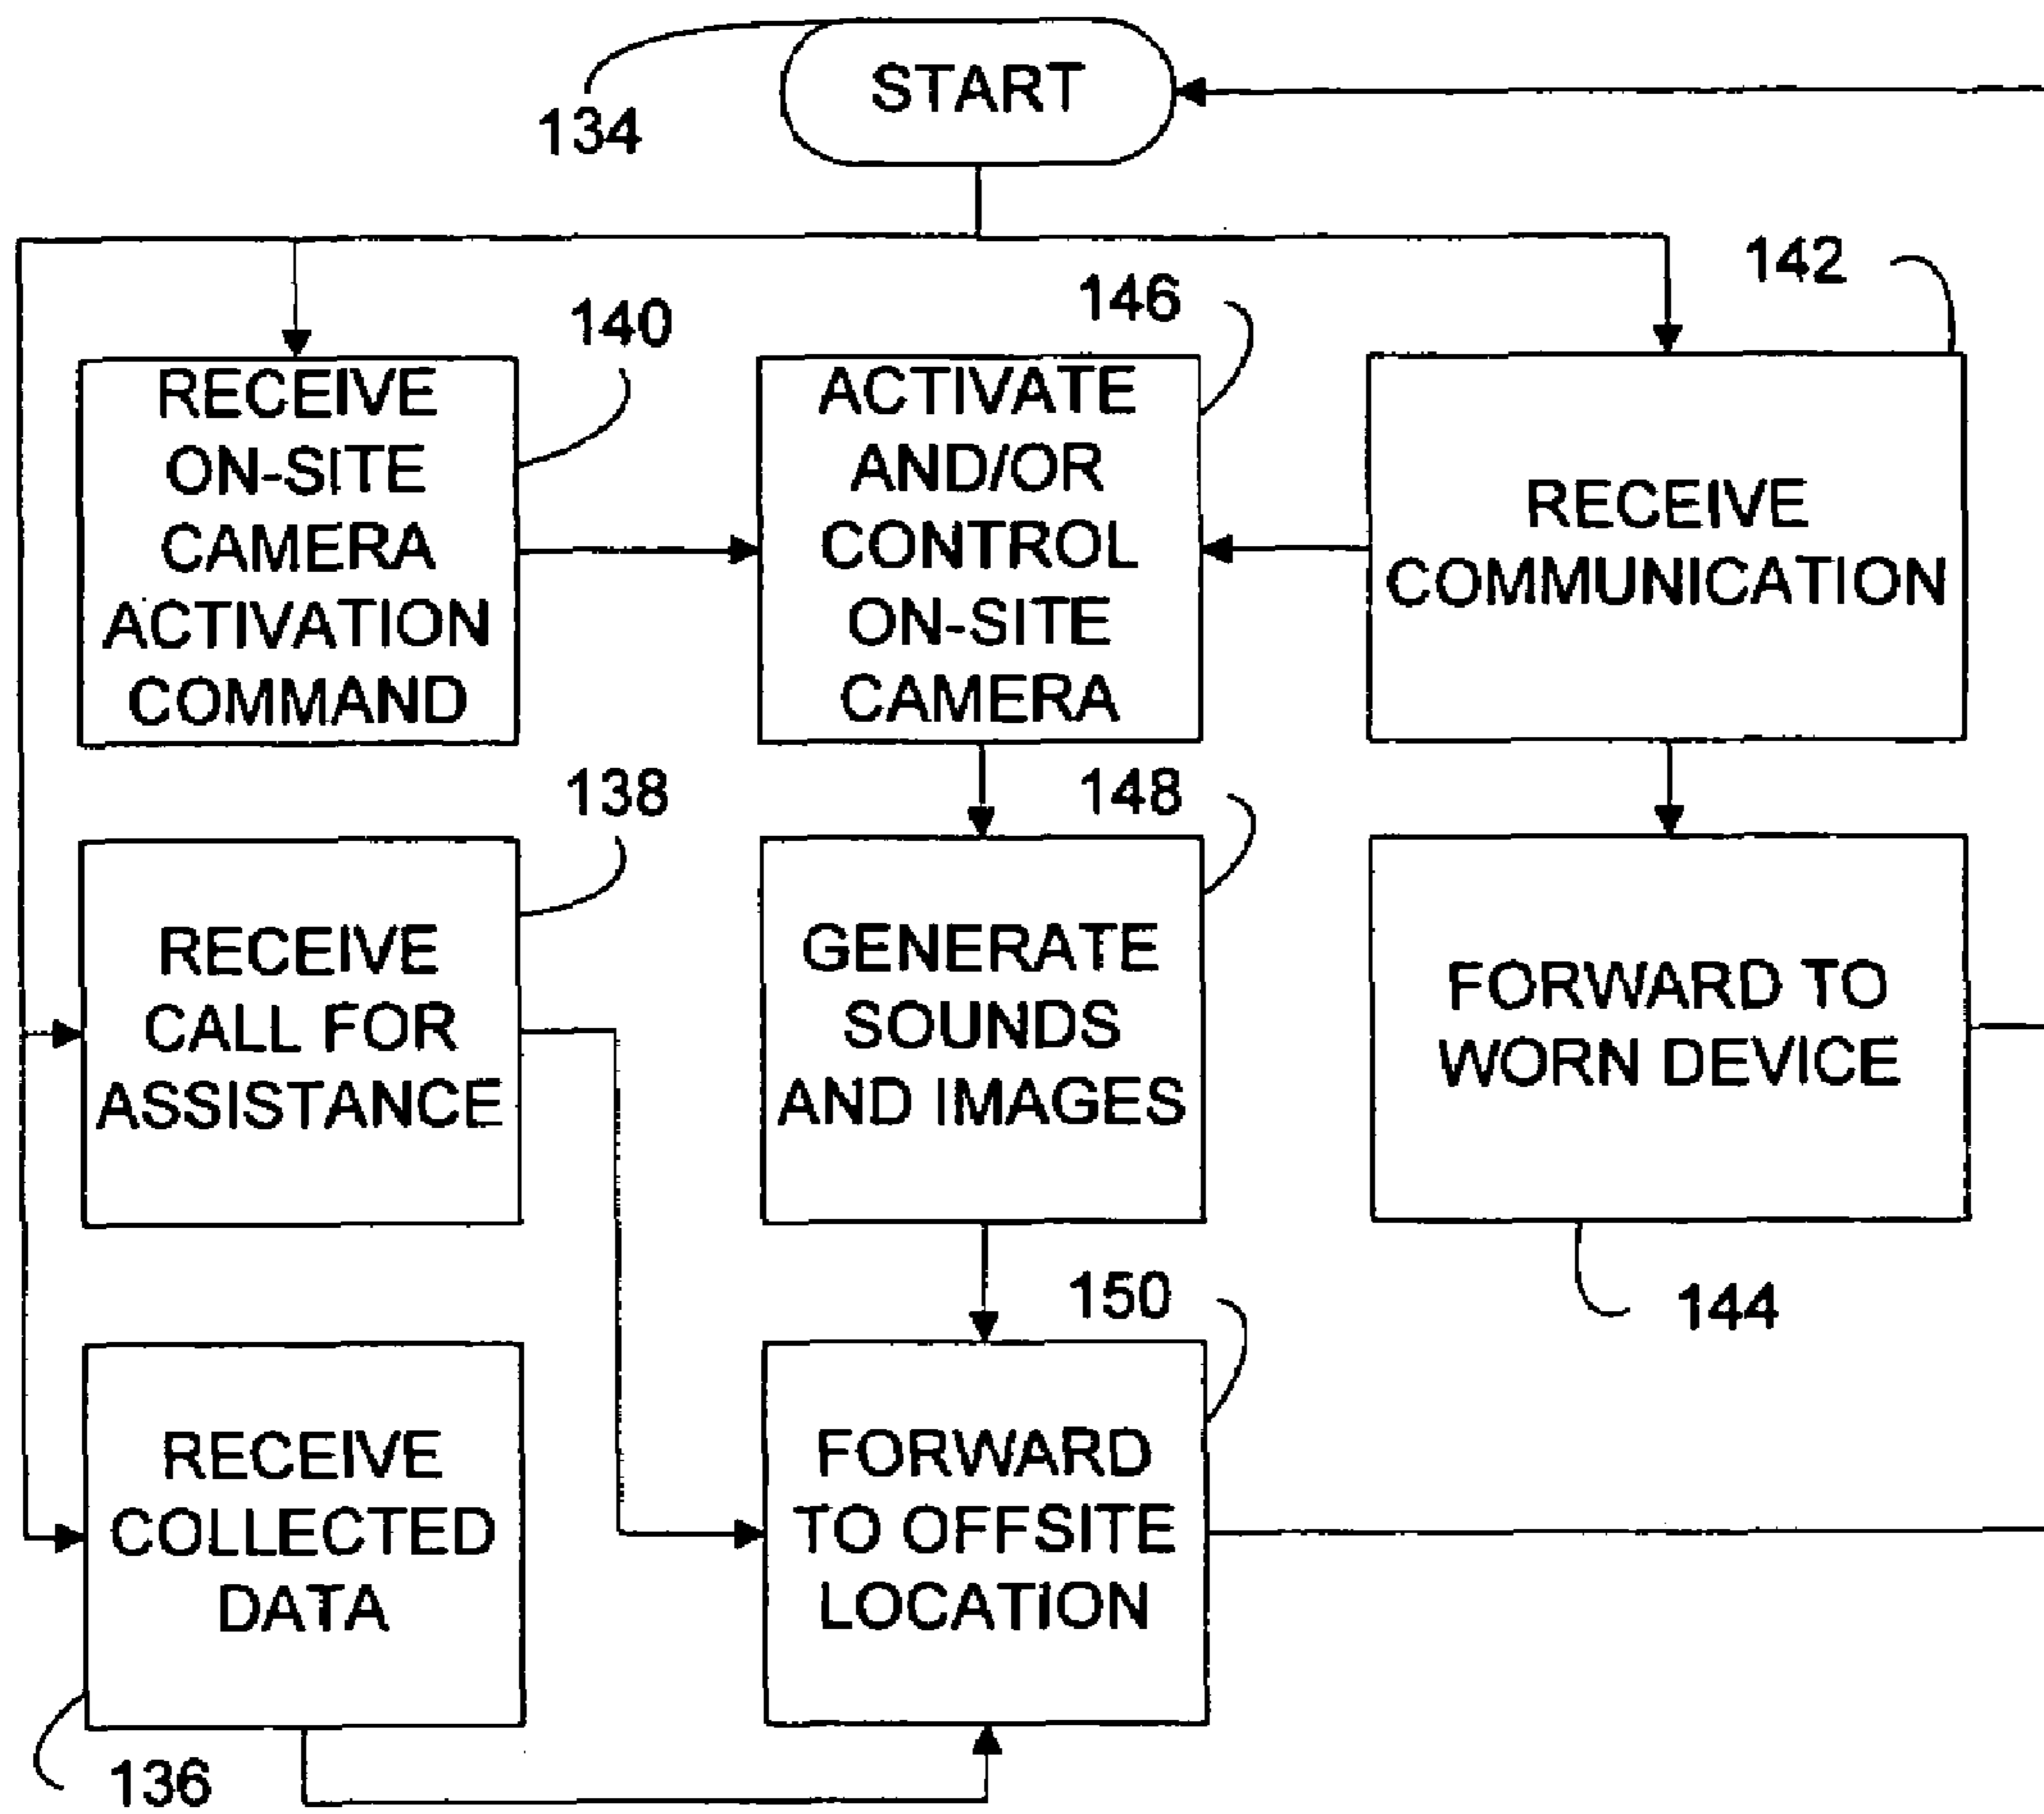 START
134
142
146
140
RECEIVE
ON-SITE
CAMERA
ACTIVATION
COMMAND
ACTIVATE
AND/OR
CONTROL
ON-SITE
CAMERA
RECEIVE
COMMUNICATION
138
148
RECEIVE
CALL FOR
ASSISTANCE
GENERATE
SOUNDS
AND IMAGES
FORWARD TO
WORN DEVICE
150
144
RECEIVE
COLLECTED
DATA
FORWARD
TO OFFSITE
LOCATION
136